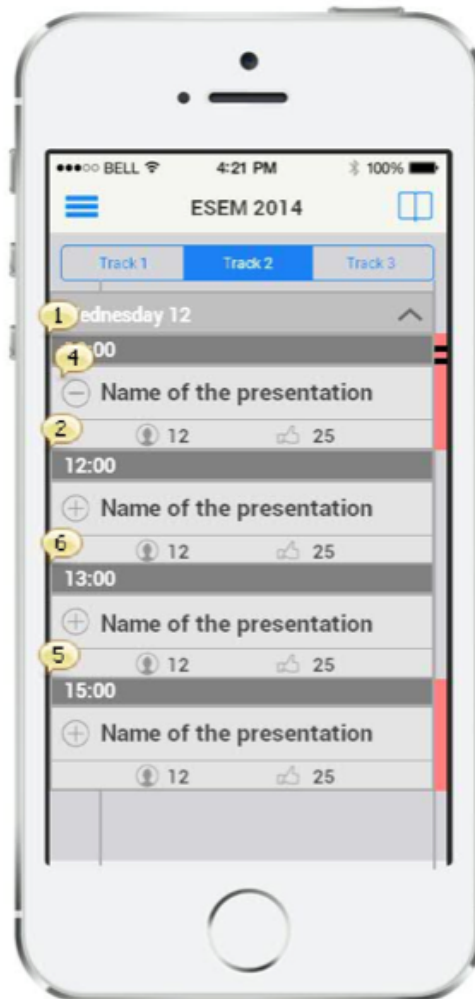 BELL 4:21 PM 100%
ESEM 2014
Track 1 Track 2 Track 3
1 ednesday 12
4 :00
Name of the presentation
2 12 25
12:00
Name of the presentation
6 12 25
13:00
Name of the presentation
5 12 25
15:00
Name of the presentation
12 25